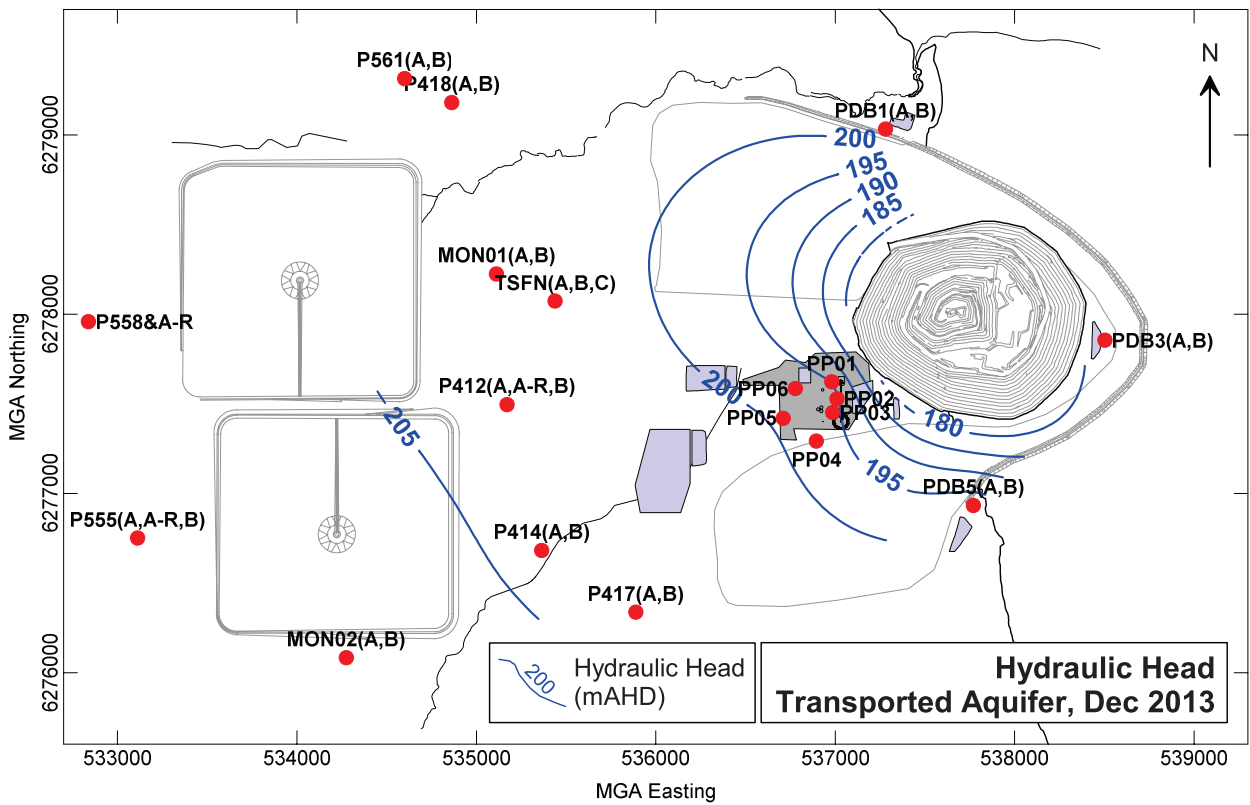 P561(A,B)
P418(A,B)
PDB1(A,B)
N
6279000
200
195
190
185
MON01(A,B)
TSFN(A,B,C)
6278000
P558&A-R
PDB3(A,B)
MGA Northing
PP01
P412(A,A-R,B)
200
PP06
PP02
PP05
PP03
205
180
PP04
195
PDB5(A,B)
6277000
P555(A,A-R,B)
P414(A,B)
P417(A,B)
MON02(A,B)
6276000
200
Hydraulic Head
(mAHD)
Hydraulic Head
Transported Aquifer, Dec 2013
533000 534000 535000 536000 537000 538000 539000
MGA Easting